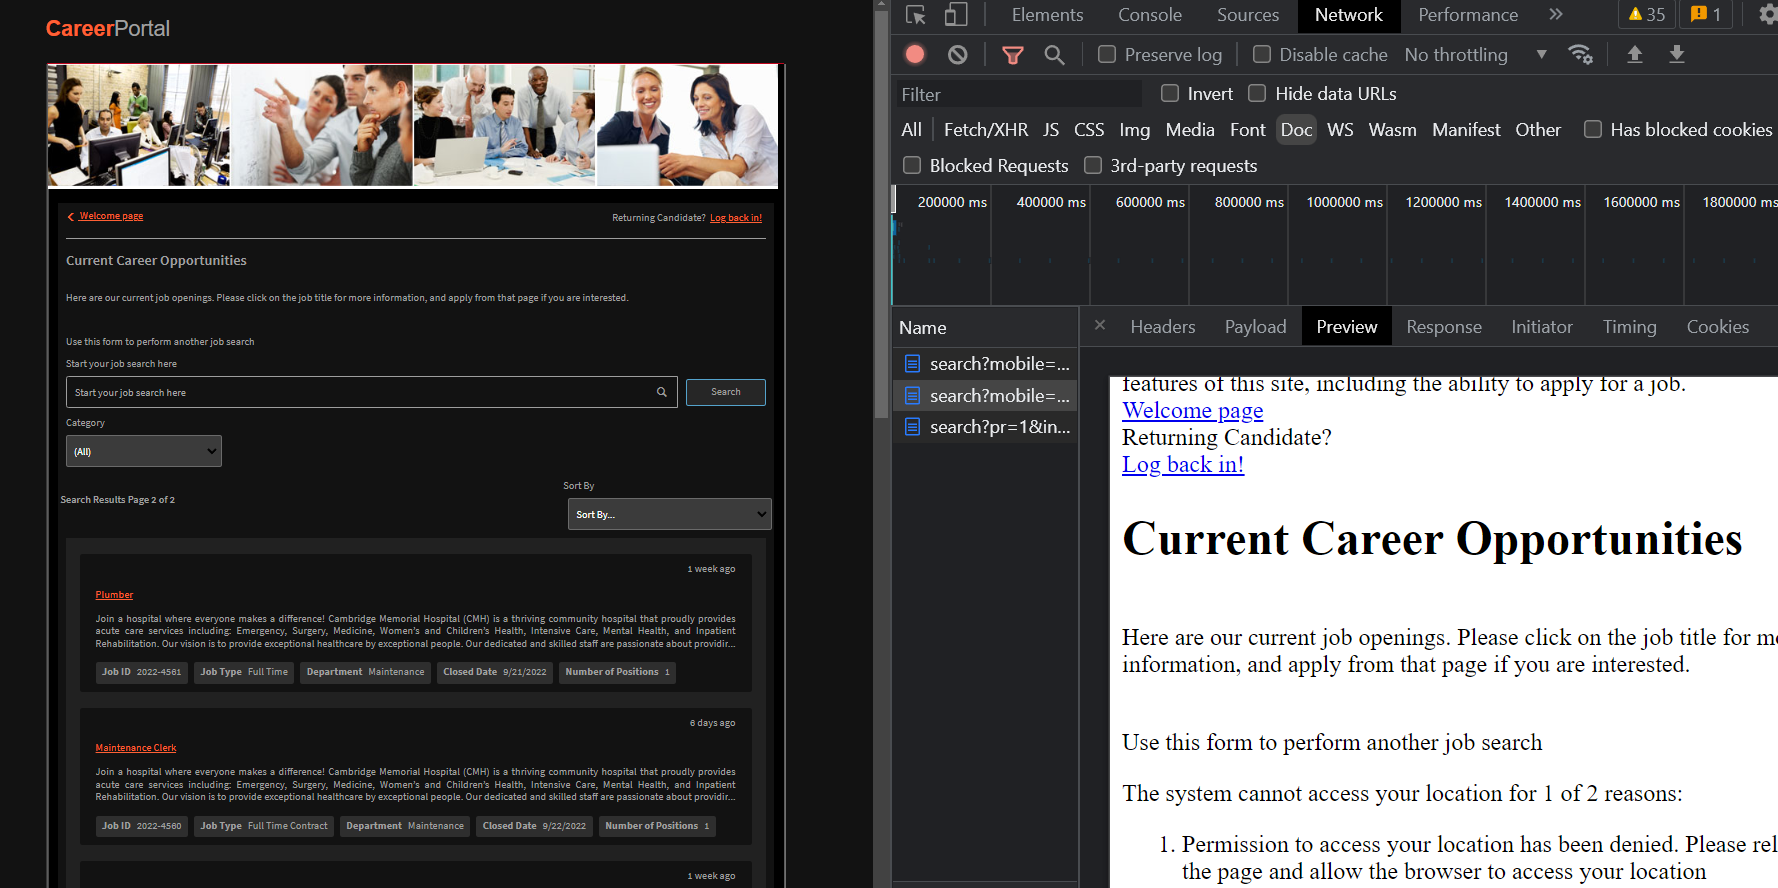 CareerPortal
Welcome page
Returning Candidate? Log back in!
Current Career Opportunities
Here are our current job openings. Please click on the job title for more information, and apply from that page if you are interested.
Use this form to perform another job search
Start your job search here
Start your job search here
Search
Category
(All)
Sort By
Search Results Page 2 of 2
Sort By...
1 week ago
Plumber
Join a hospital where everyone makes a difference! Cambridge Memorial Hospital (CMH) is a thriving community hospital that proudly provides
acute care services including: Emergency, Surgery, Medicine, Women's and Children's Health, Intensive Care, Mental Health, and Inpatient
Rehabilitation. Our vision is to provide exceptional healthcare by exceptional people. Our dedicated and skilled staff are passionate about providir...
Job ID 2022-4561 Job Type Full Time Department Maintenance Closed Date 9/21/2022 Number of Positions 1
6 days ago
Maintenance Clerk
Join a hospital where everyone makes a difference! Cambridge Memorial Hospital (CMH) is a thriving community hospital that proudly provides
acute care services including: Emergency, Surgery, Medicine, Women's and Children's Health, Intensive Care, Mental Health, and Inpatient
Rehabilitation. Our vision is to provide exceptional healthcare by exceptional people. Our dedicated and skilled staff are passionate about providir...
Job ID 2022-4560 Job Type Full Time Contract Department Maintenance Closed Date 9/22/2022 Number of Positions 1
1 week ago
Elements Console Sources Network Performance 35 1
Preserve log Disable cache No throttling
Filter Invert Hide data URLs
All Fetch/XHR JS CSS Img Media Font Doc WS Wasm Manifest Other Has blocked cookies
Blocked Requests 3rd-party requests
200000 ms 400000 ms 600000 ms 800000 ms 1000000 ms 1200000 ms 1400000 ms 1600000 ms 1800000 ms
Name
search?mobile=...
search?mobile=...
search?pr=1&in...
Headers Payload Preview Response Initiator Timing Cookies
features of this site, including the ability to apply for a job.
Welcome page
Returning Candidate?
Log back in!
Current Career Opportunities
Here are our current job openings. Please click on the job title for mo
information, and apply from that page if you are interested.
Use this form to perform another job search
The system cannot access your location for 1 of 2 reasons:
1. Permission to access your location has been denied. Please rel
the page and allow the browser to access your location